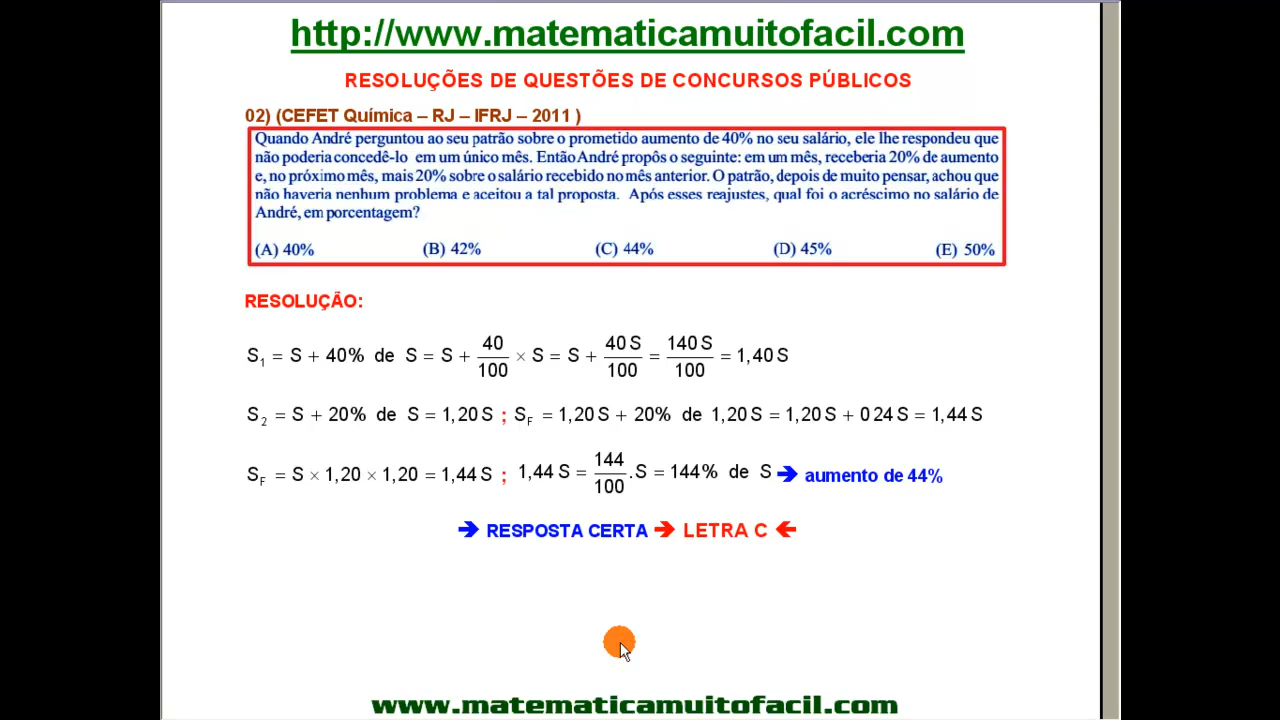 http://www.matematicamuitofacil.com
RESOLUÇÕES DE QUESTÕES DE CONCURSOS PÚBLICOS
02) (CEFET Química – RJ – IFRJ – 2011 )
Quando André perguntou ao seu patrão sobre o prometido aumento de 40% no seu salário, ele lhe respondeu que
não poderia concedê-lo em um único mês. Então André propôs o seguinte: em um mês, receberia 20% de aumento
e, no próximo mês, mais 20% sobre o salário recebido no mês anterior. O patrão, depois de muito pensar, achou que
não haveria nenhum problema e aceitou a tal proposta. Após esses reajustes, qual foi o acréscimo no salário de
André, em porcentagem?
(A) 40% (B) 42% (C) 44% (D) 45% (E) 50%
RESOLUÇÃO:
S₁ = S + 40% de S = S + 40/100 × S = S + 40 S/100 = 140 S/100 = 1,40 S
S₂ = S + 20% de S = 1,20 S ; S_F = 1,20 S + 20% de 1,20 S = 1,20 S + 0 24 S = 1,44 S
S_F = S × 1,20 × 1,20 = 1,44 S ; 1,44 S = 144/100 .S = 144% de S ➔ aumento de 44%
➔ RESPOSTA CERTA ➔ LETRA C 🡸
www.matematicamuitofacil.com